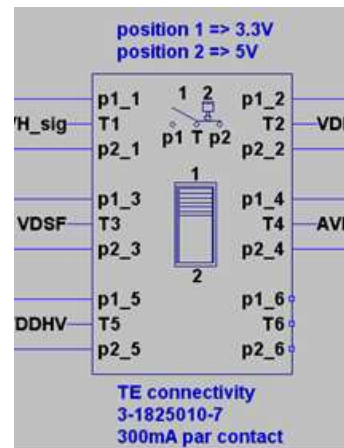 position 1 => 3.3V
position 2 => 5V
p1_1 1 2 p1_2
T1 T2
p2_1 p1 T p2 p2_2
p1_3 1 p1_4
VDSF T3 T4
p2_3 p2_4
2
p1_5 p1_6
T5 T6
p2_5 p2_6
TE connectivity
3-1825010-7
300mA par contact